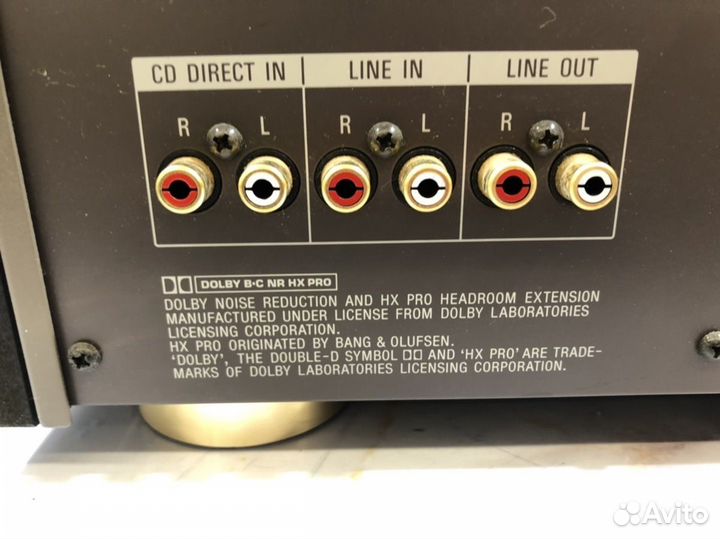 CD DIRECT IN | LINE IN | LINE OUT
R L R L R L
DOLBY B·C NR HX PRO
DOLBY NOISE REDUCTION AND HX PRO HEADROOM EXTENSION
MANUFACTURED UNDER LICENSE FROM DOLBY LABORATORIES
LICENSING CORPORATION.
HX PRO ORIGINATED BY BANG & OLUFSEN.
'DOLBY', THE DOUBLE-D SYMBOL AND 'HX PRO' ARE TRADE-
MARKS OF DOLBY LABORATORIES LICENSING CORPORATION.
Avito